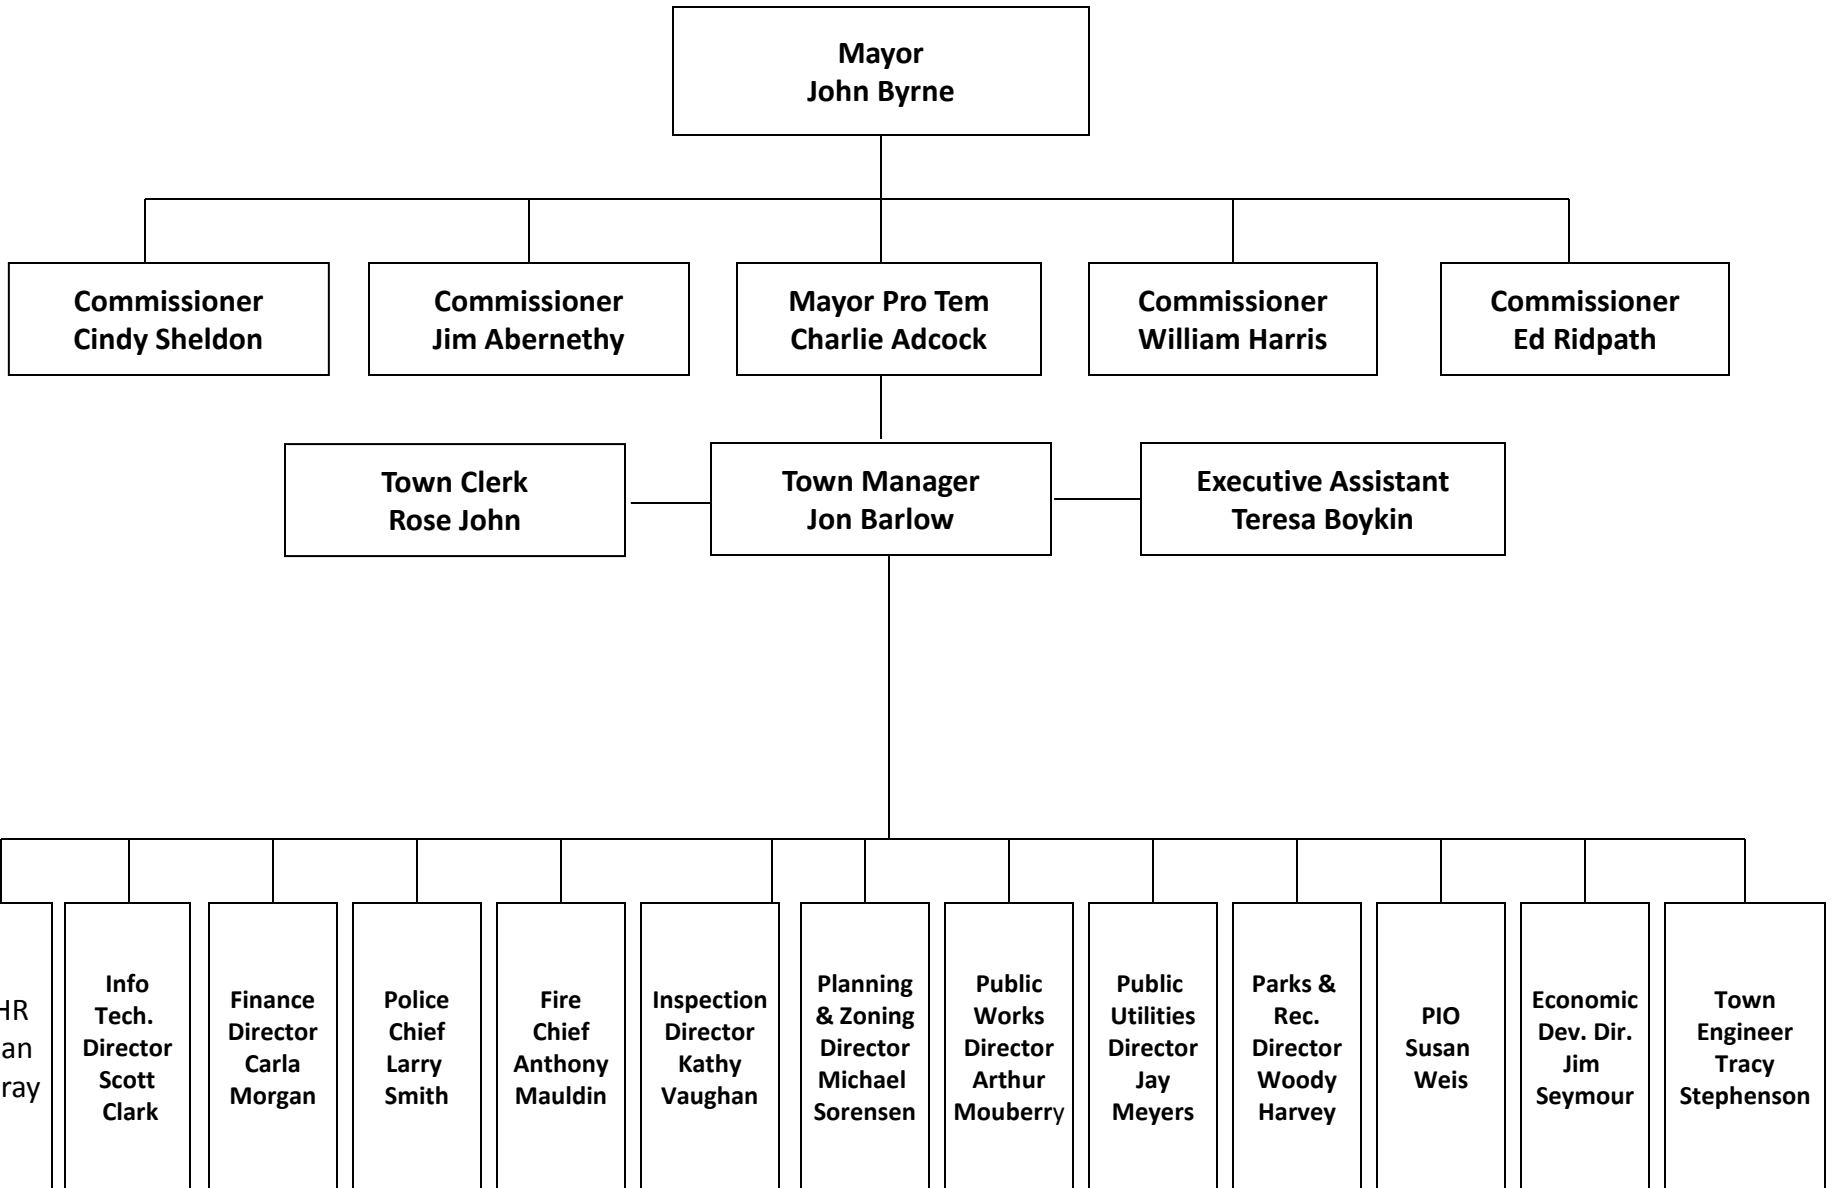 Mayor
John Byrne
Commissioner
Cindy Sheldon
Commissioner
Jim Abernethy
Mayor Pro Tem
Charlie Adcock
Commissioner
William Harris
Commissioner
Ed Ridpath
Town Clerk
Rose John
Town Manager
Jon Barlow
Executive Assistant
Teresa Boykin
HR
Info
Tech.
Director
Scott
Clark
Finance
Director
Carla
Morgan
Police
Chief
Larry
Smith
Fire
Chief
Anthony
Mauldin
Inspection
Director
Kathy
Vaughan
Planning
& Zoning
Director
Michael
Sorensen
Public
Works
Director
Arthur
Mouberry
Public
Utilities
Director
Jay
Meyers
Parks &
Rec.
Director
Woody
Harvey
PIO
Susan
Weis
Economic
Dev. Dir.
Jim
Seymour
Town
Engineer
Tracy
Stephenson